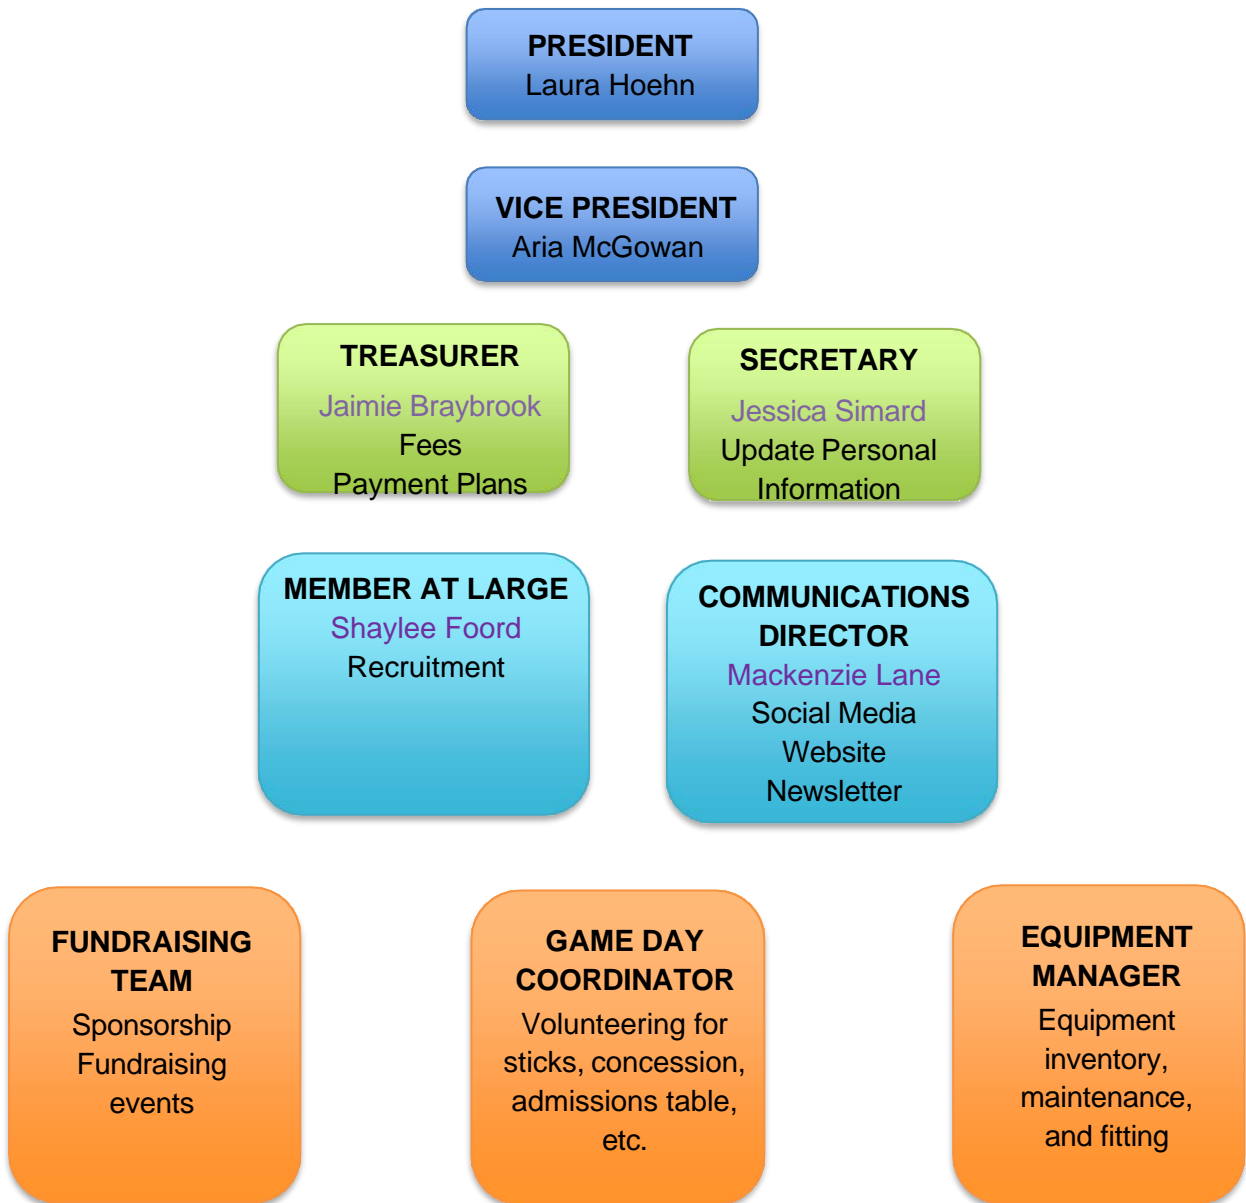 PRESIDENT
Laura Hoehn
VICE PRESIDENT
Aria McGowan
TREASURER
Jaimie Braybrook
Fees
Payment Plans
SECRETARY
Jessica Simard
Update Personal
Information
MEMBER AT LARGE
Shaylee Foord
Recruitment
COMMUNICATIONS
DIRECTOR
Mackenzie Lane
Social Media
Website
Newsletter
FUNDRAISING
TEAM
Sponsorship
Fundraising
events
GAME DAY
COORDINATOR
Volunteering for
sticks, concession,
admissions table,
etc.
EQUIPMENT
MANAGER
Equipment
inventory,
maintenance,
and fitting